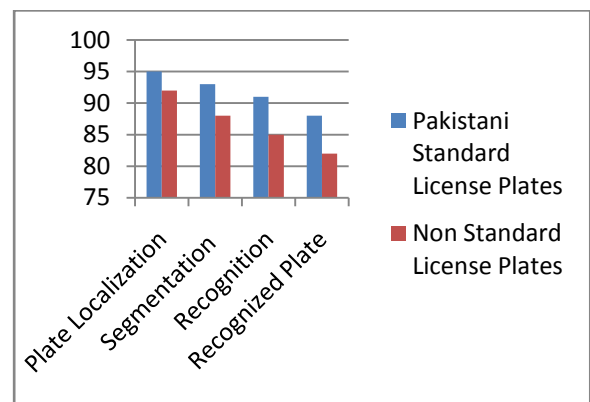 100
95
90
85
80
75
Plate Localization
Segmentation
Recognition
Recognized Plate
Pakistani
Standard
License Plates
Non Standard
License Plates